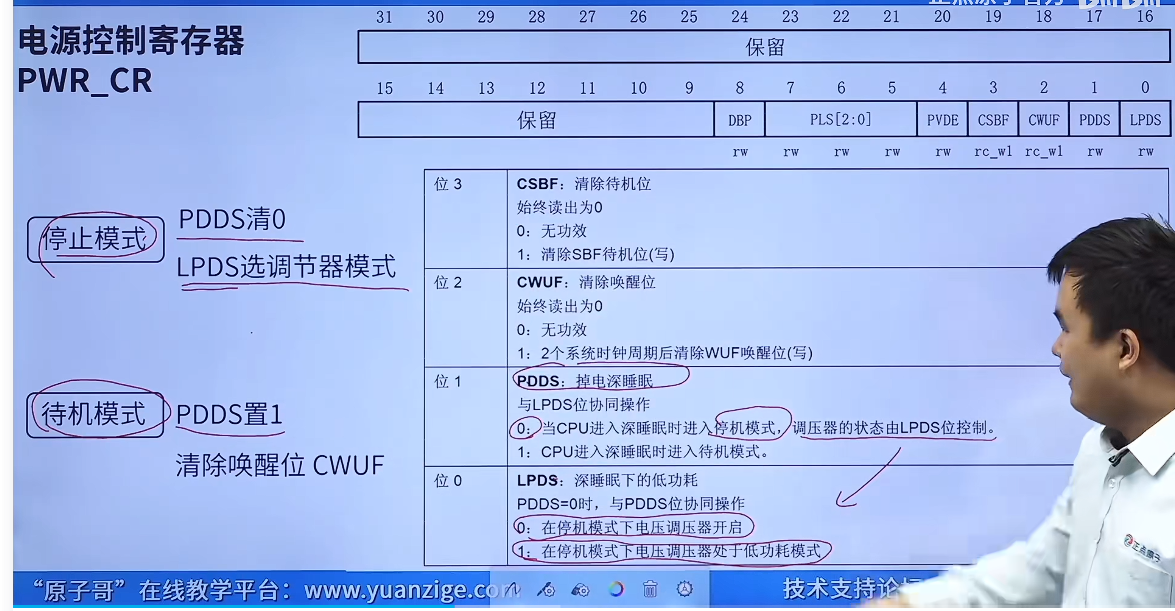 电源控制寄存器
PWR_CR
31 30 29 28 27 26 25 24 23 22 21 20 19 18 17 16
保留
15 14 13 12 11 10 9 8 7 6 5 4 3 2 1 0
保留 DBP PLS[2:0] PVDE CSBF CWUF PDDS LPDS
rw rw rw rw rw rc_w1 rc_w1 rw rw
停止模式
PDDS清0
LPDS选调节器模式
待机模式
PDDS置1
清除唤醒位 CWUF
位 3 CSBF：清除待机位
始终读出为0
0：无功效
1：清除SBF待机位(写)
位 2 CWUF：清除唤醒位
始终读出为0
0：无功效
1：2个系统时钟周期后清除WUF唤醒位(写)
位 1 PDDS：掉电深睡眠
与LPDS位协同操作
0：当CPU进入深睡眠时进入停机模式，调压器的状态由LPDS位控制。
1：CPU进入深睡眠时进入待机模式。
位 0 LPDS：深睡眠下的低功耗
PDDS=0时，与PDDS位协同操作
0：在停机模式下电压调压器开启
1：在停机模式下电压调压器处于低功耗模式
正点原子
“原子哥”在线教学平台：www.yuanzige.com
技术支持论坛